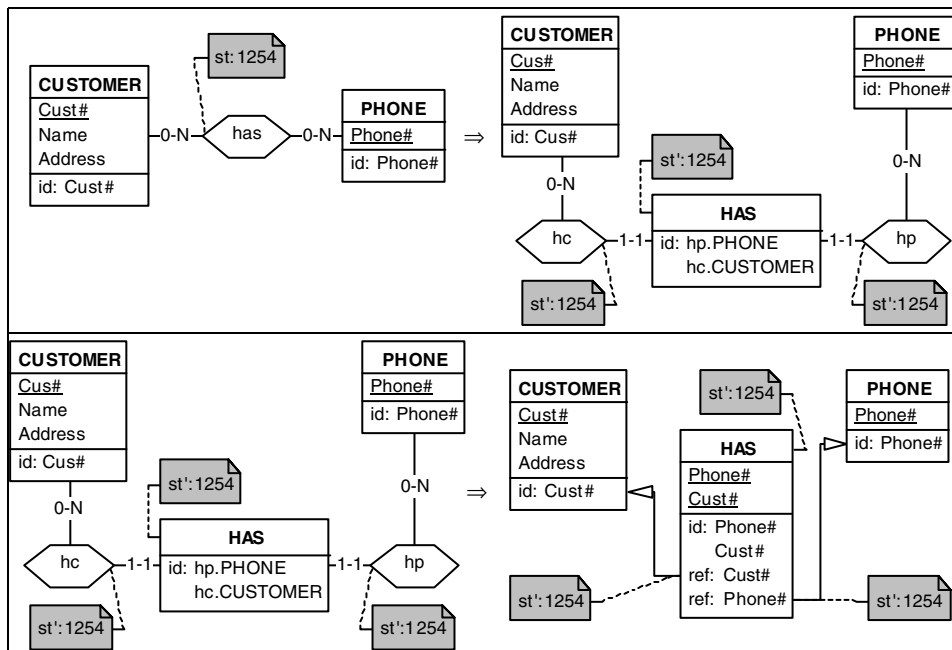 st:1254
CUSTOMER
Cust#
Name
Address
id: Cust#
0-N
has
0-N
PHONE
Phone#
id: Phone#
⇒
CUSTOMER
Cus#
Name
Address
id: Cus#
0-N
hc
st':1254
1-1
HAS
id: hp.PHONE
hc.CUSTOMER
1-1
PHONE
Phone#
id: Phone#
0-N
hp
st':1254
st':1254
CUSTOMER
Cus#
Name
Address
id: Cus#
0-N
hc
st':1254
1-1
HAS
id: hp.PHONE
hc.CUSTOMER
1-1
PHONE
Phone#
id: Phone#
0-N
hp
st':1254
st':1254
⇒
CUSTOMER
Cust#
Name
Address
id: Cust#
st':1254
HAS
Phone#
Cust#
id: Phone#
Cust#
ref: Cust#
ref: Phone#
PHONE
Phone#
id: Phone#
st':1254
st':1254